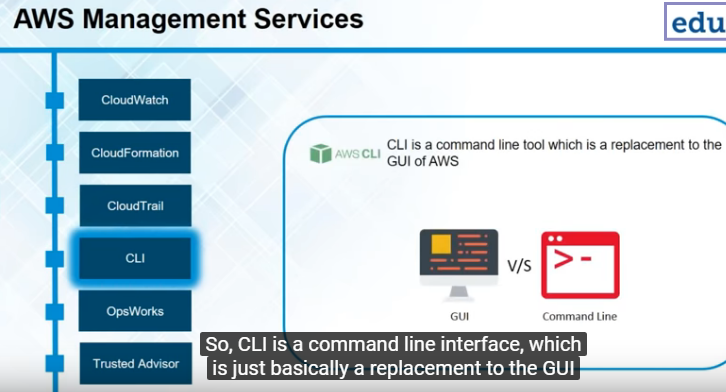 AWS Management Services
edu
CloudWatch
CloudFormation
CloudTrail
CLI
OpsWorks
Trusted Advisor
AWS CLI
CLI is a command line tool which is a replacement to the
GUI of AWS
V/S
GUI
Command Line
So, CLI is a command line interface, which
is just basically a replacement to the GUI